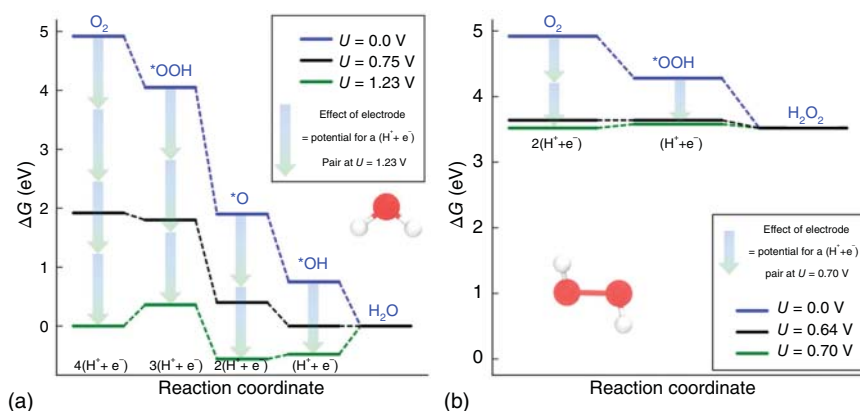 5
4
3
2
1
0
ΔG (eV)
O₂
*OOH
*O
*OH
H₂O
U = 0.0 V
U = 0.75 V
U = 1.23 V
Effect of electrode
= potential for a (H⁺+ e⁻)
Pair at U = 1.23 V
4(H⁺+ e⁻)
3(H⁺+ e⁻)
2(H⁺+ e⁻)
(H⁺+ e⁻)
Reaction coordinate
(a)
5
4
3
2
1
0
ΔG (eV)
O₂
*OOH
H₂O₂
2(H⁺+e⁻)
(H⁺+e⁻)
Effect of electrode
= potential for a (H⁺+e⁻)
pair at U = 0.70 V
U = 0.0 V
U = 0.64 V
U = 0.70 V
Reaction coordinate
(b)